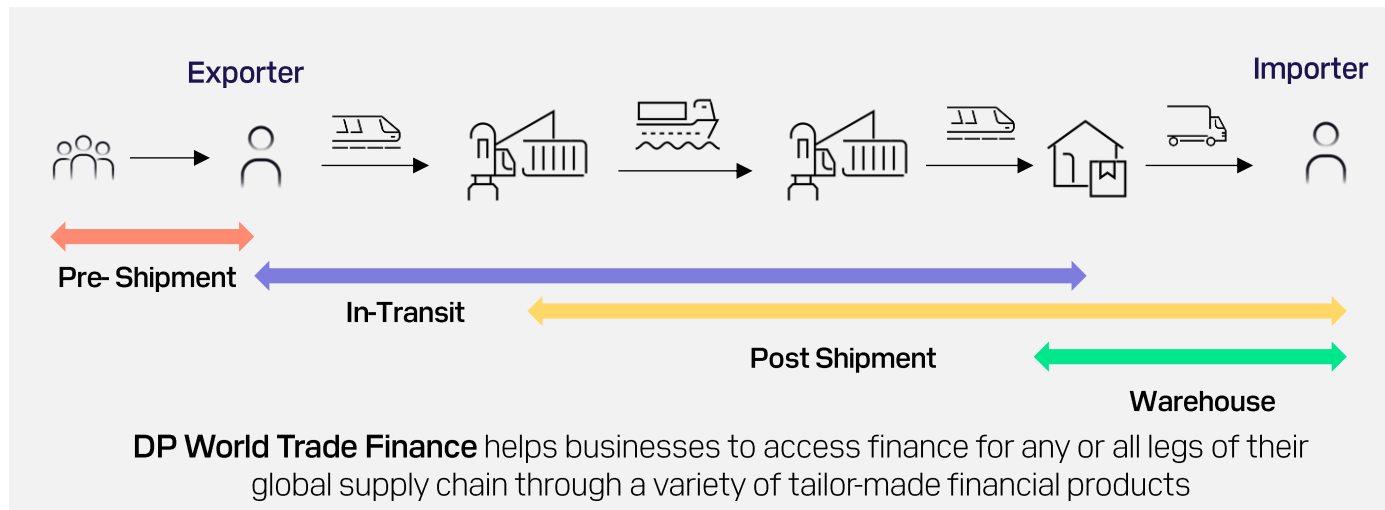 Exporter
Importer
Pre- Shipment
In-Transit
Post Shipment
Warehouse
DP World Trade Finance helps businesses to access finance for any or all legs of their
global supply chain through a variety of tailor-made financial products